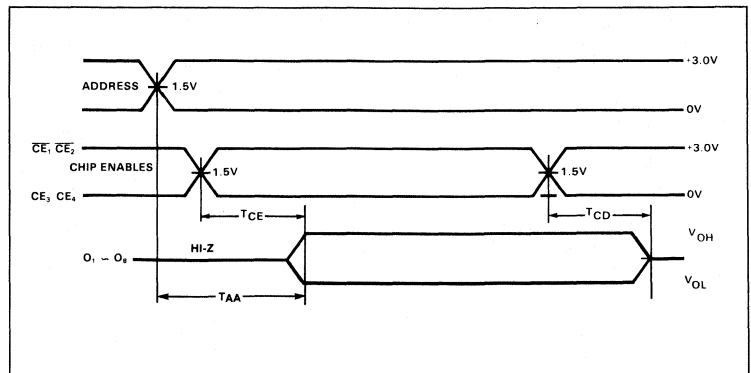 +3.0V
ADDRESS
1.5V
0V
CE1 CE2
+3.0V
CHIP ENABLES
1.5V
1.5V
CE3 CE4
0V
TCE
TCD
HI-Z
VOH
O1 ~ O8
VOL
TAA